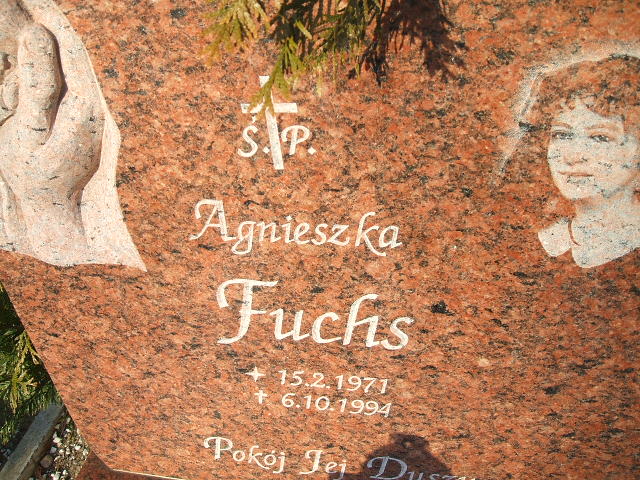 Ś.P.
Agnieszka
Fuchs
15.2.1971
✝ 6.10.1994
Pokój Jej